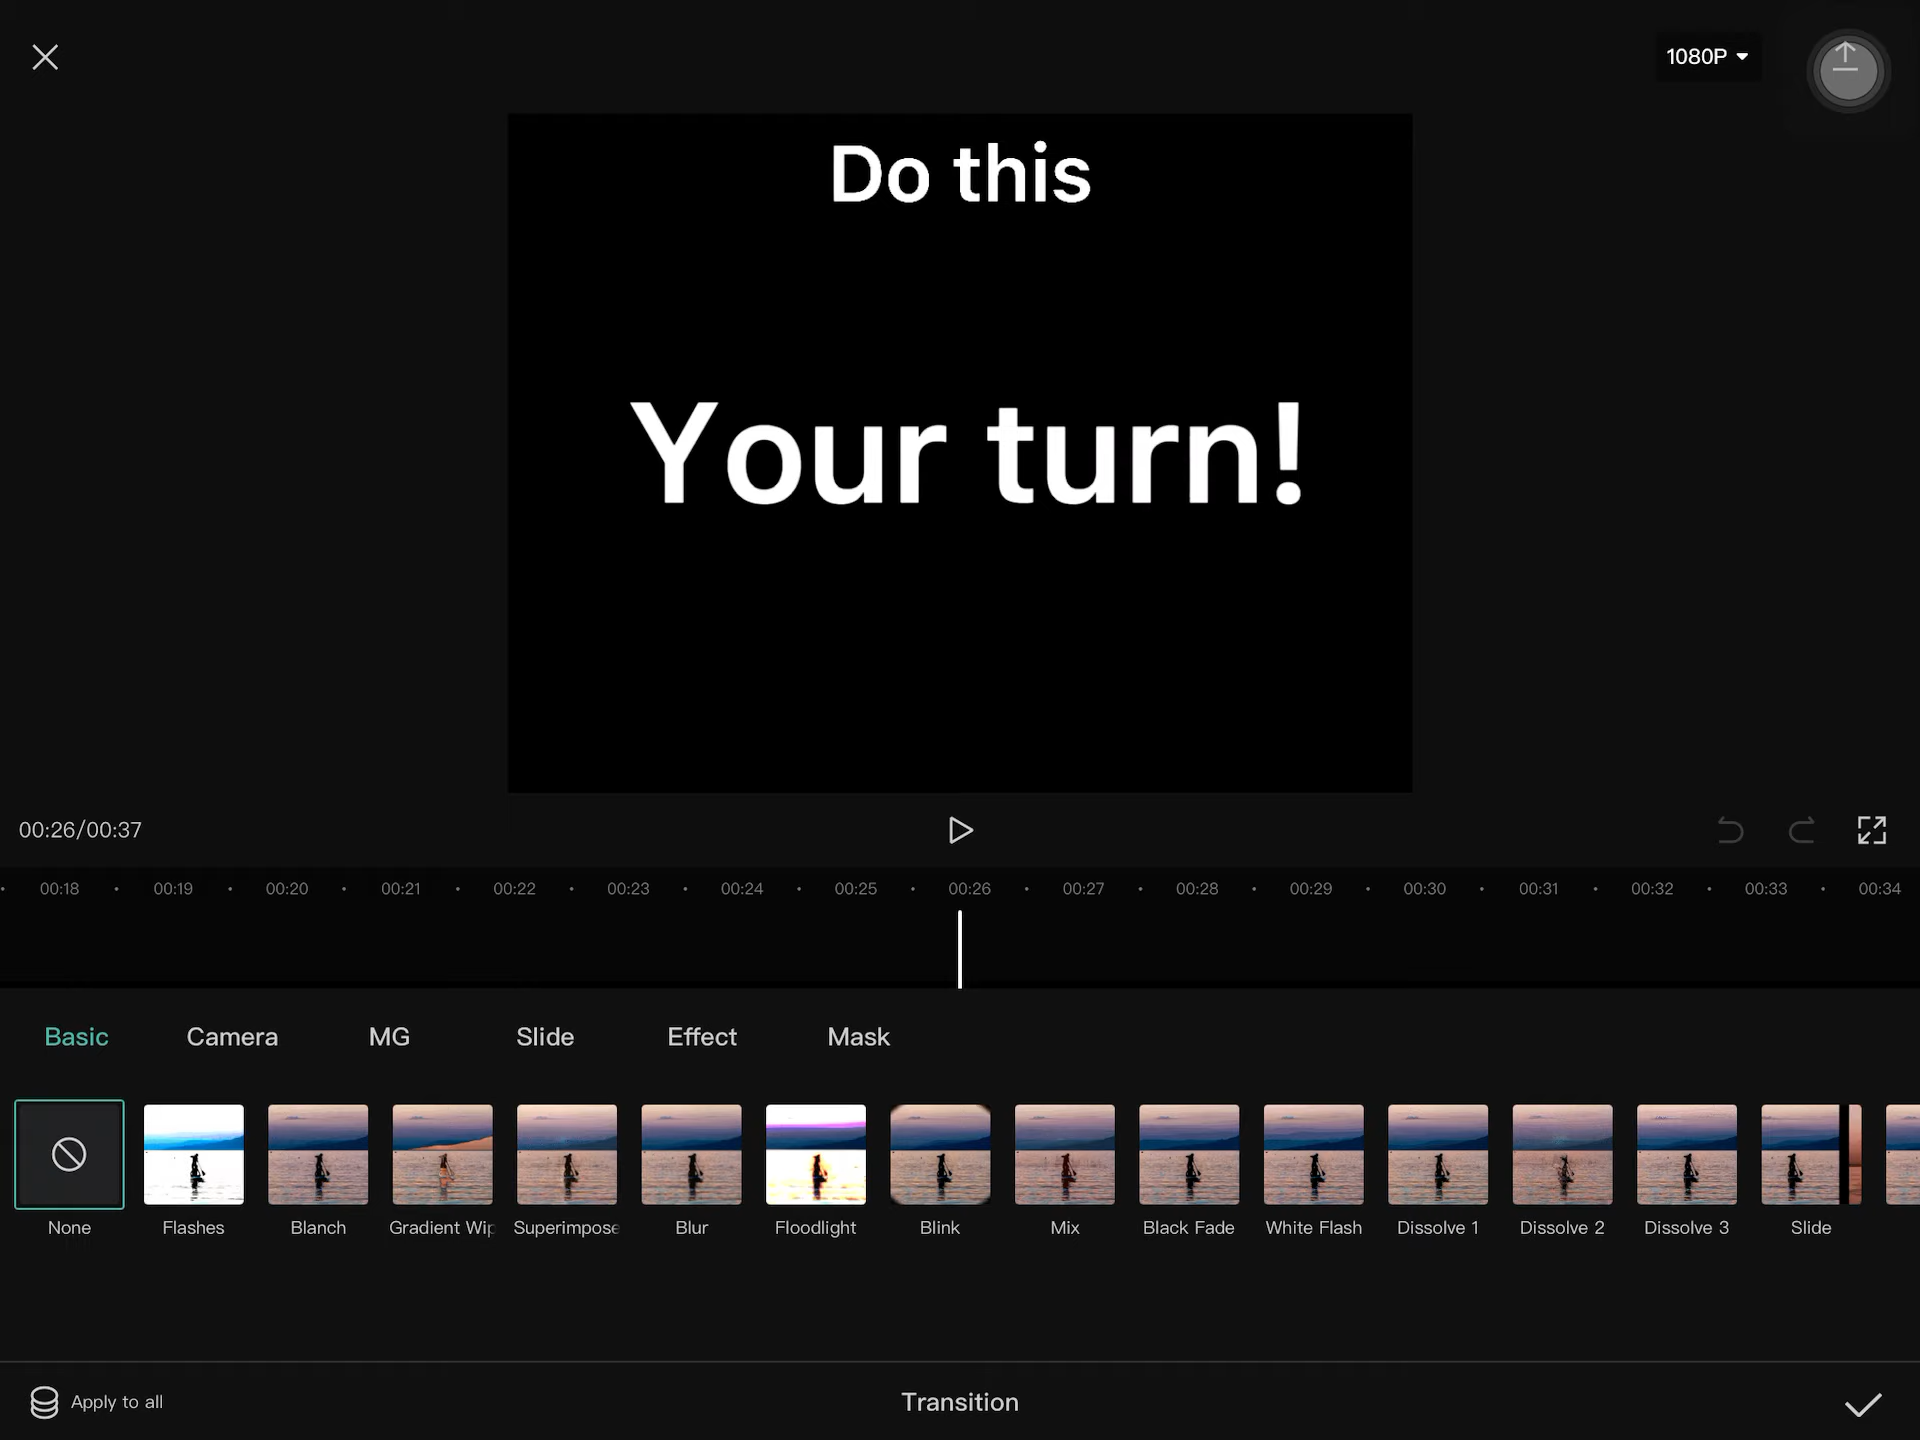 1080P
Do this
Your turn!
00:26/00:37
00:18 00:19 00:20 00:21 00:22 00:23 00:24 00:25 00:26 00:27 00:28 00:29 00:30 00:31 00:32 00:33 00:34
Basic Camera MG Slide Effect Mask
None Flashes Blanch Gradient Wip Superimpose Blur Floodlight Blink Mix Black Fade White Flash Dissolve 1 Dissolve 2 Dissolve 3 Slide
Apply to all Transition